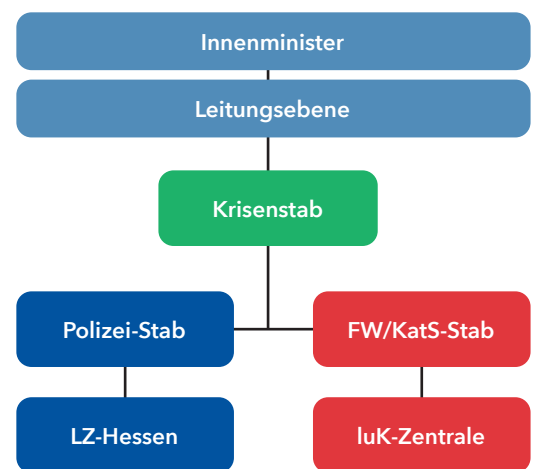 Innenminister
Leitungsebene
Krisenstab
Polizei-Stab
FW/KatS-Stab
LZ-Hessen
IuK-Zentrale